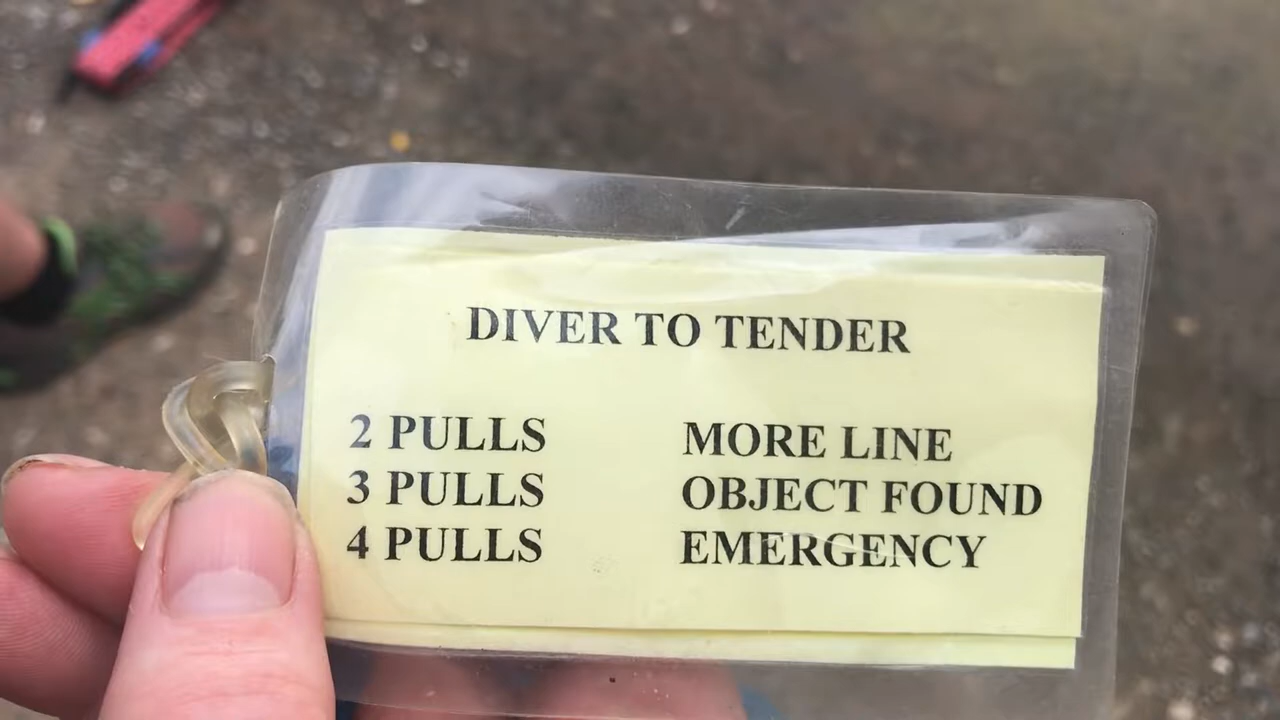 DIVER TO TENDER
2 PULLS MORE LINE
3 PULLS OBJECT FOUND
4 PULLS EMERGENCY